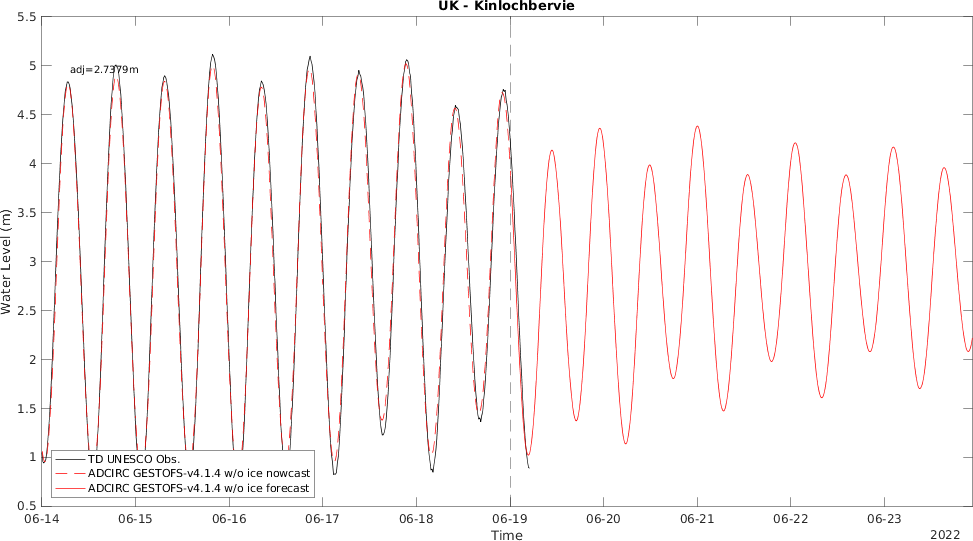 UK - Kinlochbervie
5.5
5
4.5
4
3.5
3
2.5
2
1.5
1
0.5
Water Level (m)
adj=2.7379m
TD UNESCO Obs.
ADCIRC GESTOFS-v4.1.4 w/o ice nowcast
ADCIRC GESTOFS-v4.1.4 w/o ice forecast
06-14 06-15 06-16 06-17 06-18 06-19 06-20 06-21 06-22 06-23
Time
2022